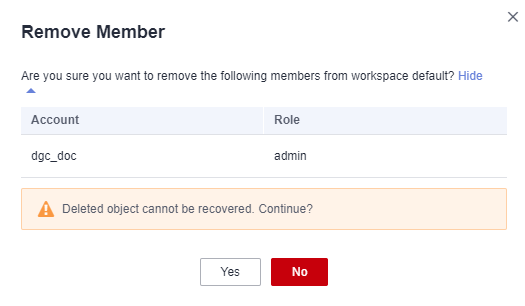 Remove Member
Are you sure you want to remove the following members from workspace default? Hide
Account Role
dgc_doc admin
Deleted object cannot be recovered. Continue?
Yes No